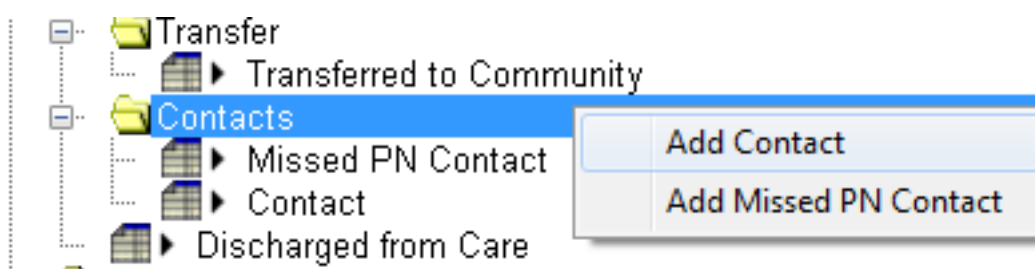 Transfer
Transferred to Community
Contacts
Missed PN Contact
Contact
Discharged from Care
Add Contact
Add Missed PN Contact